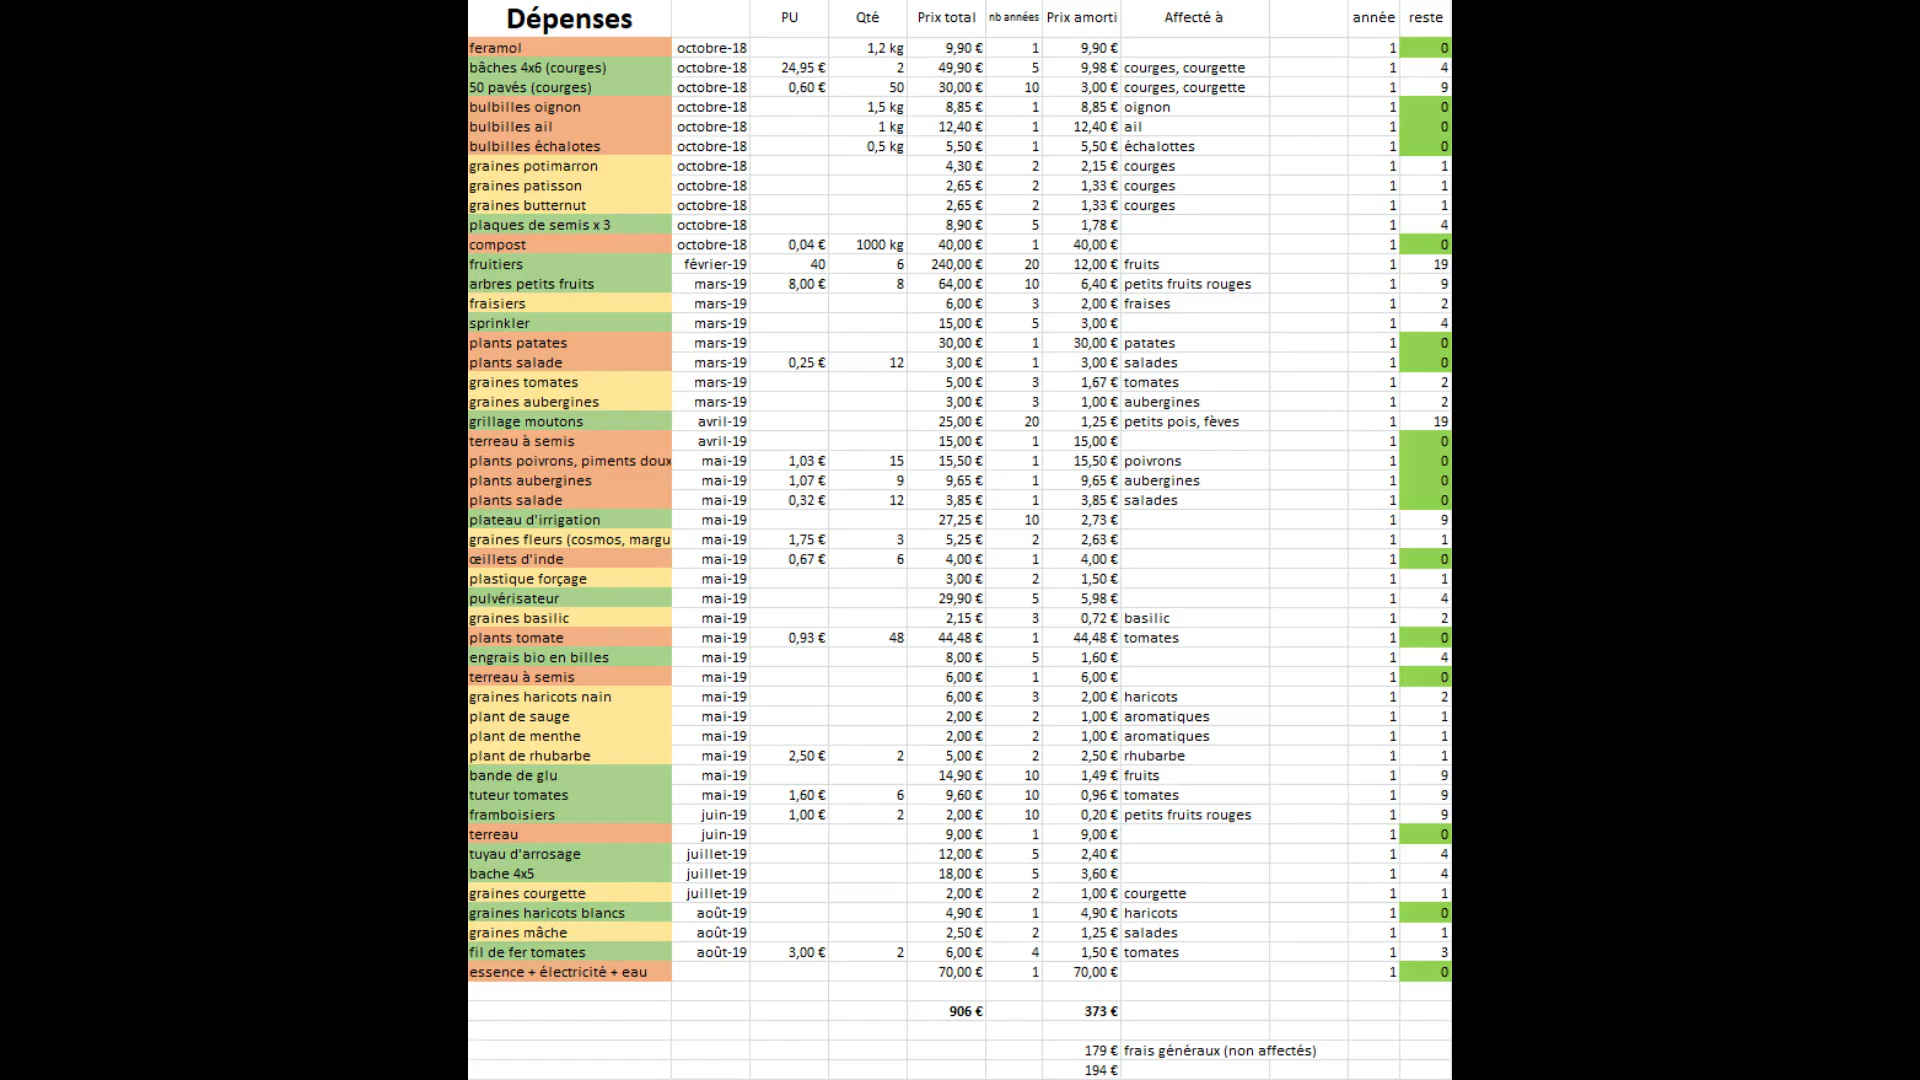 Dépenses PU Qté Prix total nb années Prix amorti Affecté à année reste
feramol octobre-18 1,2 kg 9,90 € 1 9,90 € 1 0
bâches 4x6 (courges) octobre-18 24,95 € 2 49,90 € 5 9,98 € courges, courgette 1 4
50 pavés (courges) octobre-18 0,60 € 50 30,00 € 10 3,00 € courges, courgette 1 9
bulbilles oignon octobre-18 1,5 kg 8,85 € 1 8,85 € oignon 1 0
bulbilles ail octobre-18 1 kg 12,40 € 1 12,40 € ail 1 0
bulbilles échalotes octobre-18 0,5 kg 5,50 € 1 5,50 € échalottes 1 0
graines potimarron octobre-18 4,30 € 2 2,15 € courges 1 1
graines patisson octobre-18 2,65 € 2 1,33 € courges 1 1
graines butternut octobre-18 2,65 € 2 1,33 € courges 1 1
plaques de semis x 3 octobre-18 8,90 € 5 1,78 € 1 4
compost octobre-18 0,04 € 1000 kg 40,00 € 1 40,00 € 1 0
fruitiers février-19 40 6 240,00 € 20 12,00 € fruits 1 19
arbres petits fruits mars-19 8,00 € 8 64,00 € 10 6,40 € petits fruits rouges 1 9
fraisiers mars-19 6,00 € 3 2,00 € fraises 1 2
sprinkler mars-19 15,00 € 5 3,00 € 1 4
plants patates mars-19 30,00 € 1 30,00 € patates 1 0
plants salade mars-19 0,25 € 12 3,00 € 1 3,00 € salades 1 0
graines tomates mars-19 5,00 € 3 1,67 € tomates 1 2
graines aubergines mars-19 3,00 € 3 1,00 € aubergines 1 2
grillage moutons avril-19 25,00 € 20 1,25 € petits pois, fèves 1 19
terreau à semis avril-19 15,00 € 1 15,00 € 1 0
plants poivrons, piments doux mai-19 1,03 € 15 15,50 € 1 15,50 € poivrons 1 0
plants aubergines mai-19 1,07 € 9 9,65 € 1 9,65 € aubergines 1 0
plants salade mai-19 0,32 € 12 3,85 € 1 3,85 € salades 1 0
plateau d'irrigation mai-19 27,25 € 10 2,73 € 1 9
graines fleurs (cosmos, margu mai-19 1,75 € 3 5,25 € 2 2,63 € 1 1
œillets d'inde mai-19 0,67 € 6 4,00 € 1 4,00 € 1 0
plastique forçage mai-19 3,00 € 2 1,50 € 1 1
pulvérisateur mai-19 29,90 € 5 5,98 € 1 4
graines basilic mai-19 2,15 € 3 0,72 € basilic 1 2
plants tomate mai-19 0,93 € 48 44,48 € 1 44,48 € tomates 1 0
engrais bio en billes mai-19 8,00 € 5 1,60 € 1 4
terreau à semis mai-19 6,00 € 1 6,00 € 1 0
graines haricots nain mai-19 6,00 € 3 2,00 € haricots 1 2
plant de sauge mai-19 2,00 € 2 1,00 € aromatiques 1 1
plant de menthe mai-19 2,00 € 2 1,00 € aromatiques 1 1
plant de rhubarbe mai-19 2,50 € 2 5,00 € 2 2,50 € rhubarbe 1 1
bande de glu mai-19 14,90 € 10 1,49 € fruits 1 9
tuteur tomates mai-19 1,60 € 6 9,60 € 10 0,96 € tomates 1 9
framboisiers juin-19 1,00 € 2 2,00 € 10 0,20 € petits fruits rouges 1 9
terreau juin-19 9,00 € 1 9,00 € 1 0
tuyau d'arrosage juillet-19 12,00 € 5 2,40 € 1 4
bache 4x5 juillet-19 18,00 € 5 3,60 € 1 4
graines courgette juillet-19 2,00 € 2 1,00 € courgette 1 1
graines haricots blancs août-19 4,90 € 1 4,90 € haricots 1 0
graines mâche août-19 2,50 € 2 1,25 € salades 1 1
fil de fer tomates août-19 3,00 € 2 6,00 € 4 1,50 € tomates 1 3
essence + électricité + eau 70,00 € 1 70,00 € 1 0
906 € 373 €
179 € frais généraux (non affectés)
194 €